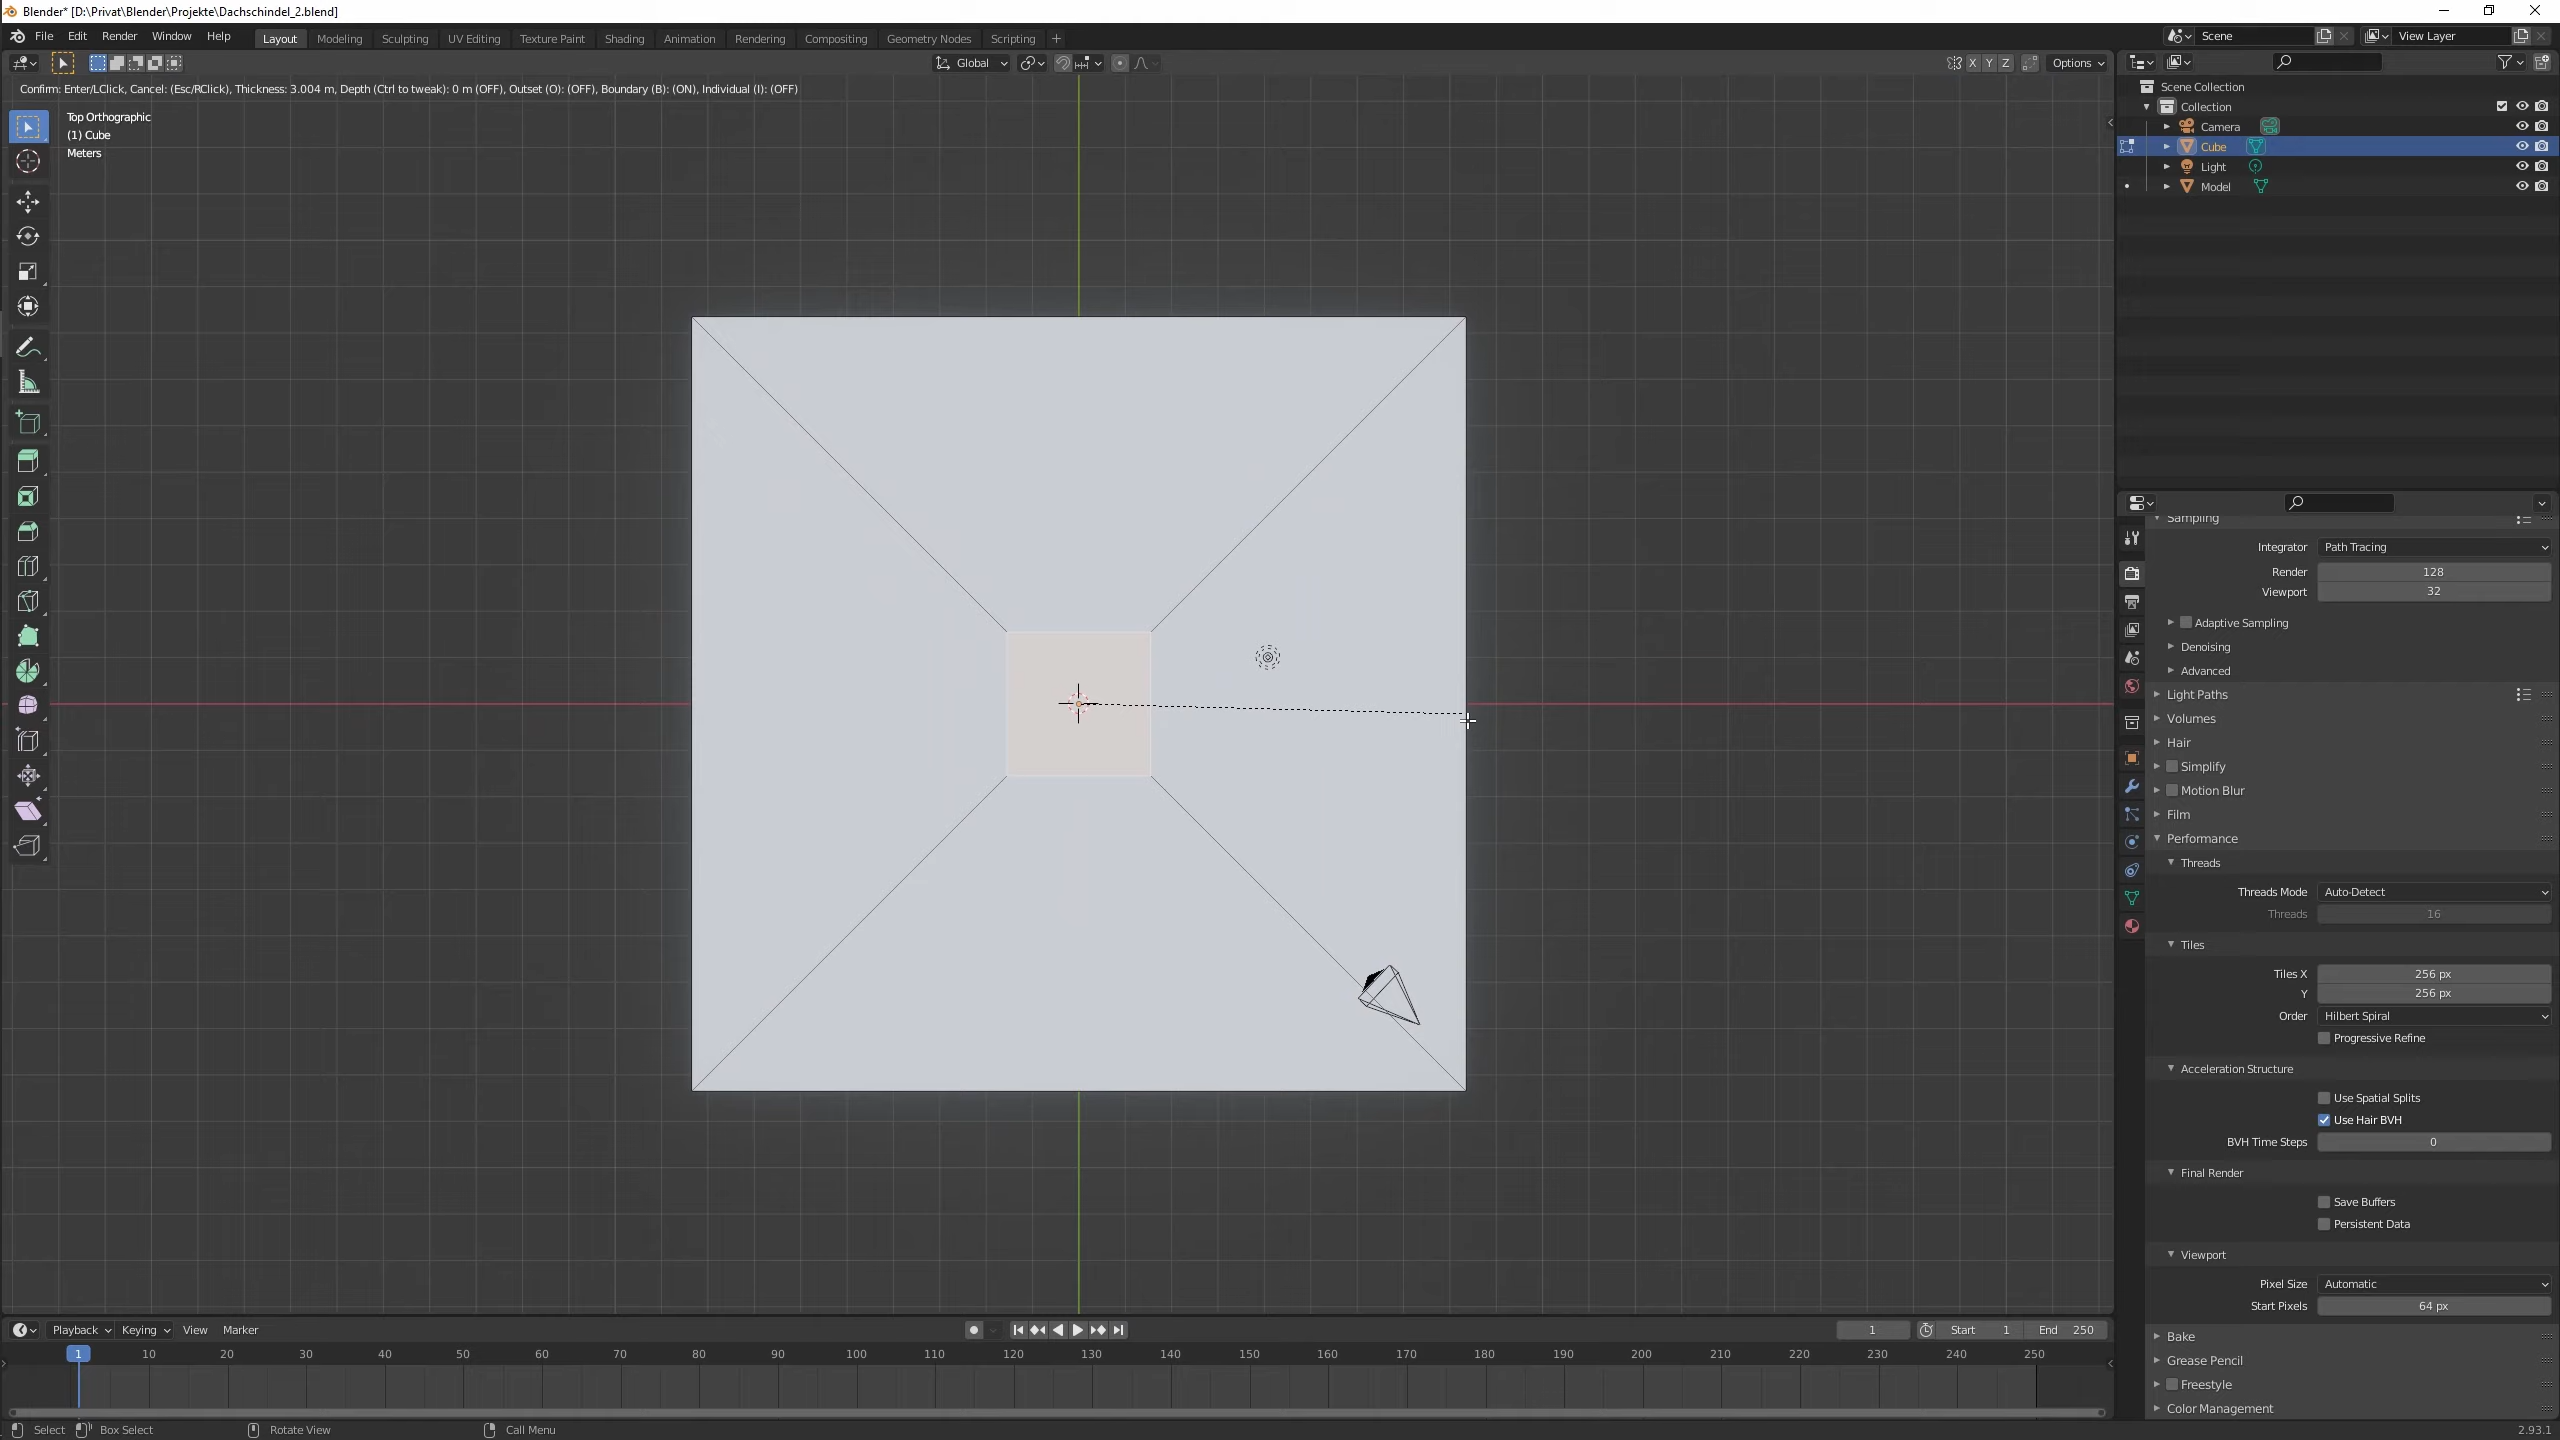 Blender* [D:\Privat\Blender\Projekte\Dachschindel_2.blend]
File Edit Render Window Help Layout Modeling Sculpting UV Editing Texture Paint Shading Animation Rendering Compositing Geometry Nodes Scripting + Scene View Layer
Global X Y Z Options
Confirm: Enter/LClick, Cancel: (Esc/RClick), Thickness: 3.004 m, Depth (Ctrl to tweak): 0 m (OFF), Outset (O): (OFF), Boundary (B): (ON), Individual (I): (OFF)
Top Orthographic
(1) Cube
Meters
Scene Collection
Collection
Camera
Cube
Light
Model
Sampling
Integrator Path Tracing
Render 128
Viewport 32
Adaptive Sampling
Denoising
Advanced
Light Paths
Volumes
Hair
Simplify
Motion Blur
Film
Performance
Threads
Threads Mode Auto-Detect
Threads 16
Tiles
Tiles X 256 px
Y 256 px
Order Hilbert Spiral
Progressive Refine
Acceleration Structure
Use Spatial Splits
Use Hair BVH
BVH Time Steps 0
Final Render
Save Buffers
Persistent Data
Viewport
Pixel Size Automatic
Start Pixels 64 px
Bake
Grease Pencil
Freestyle
Color Management
Playback Keying View Marker 1 Start 1 End 250
1 10 20 30 40 50 60 70 80 90 100 110 120 130 140 150 160 170 180 190 200 210 220 230 240 250
Select Box Select Rotate View Call Menu 2.93.1